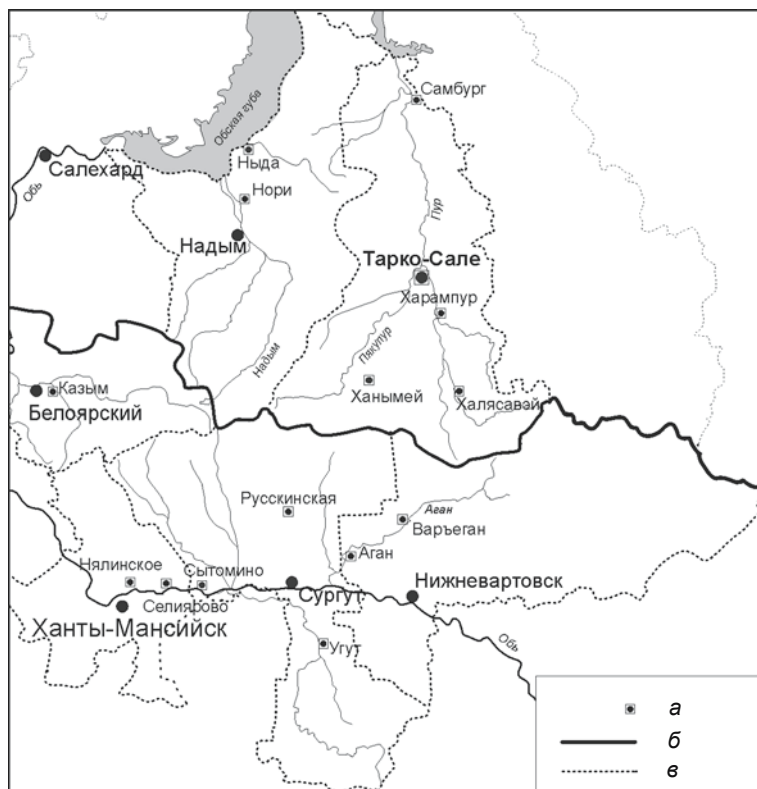 Самбург
Обская губа
Ныда
Салехард
Обь
Нори
Пур
Надым
Тарко-Сале
Харампур
Пякупур
Надым
Казым
Ханымей
Халясавэй
Белоярский
Русскинская
Аган
Варъеган
Аган
Нялинское
Сытомино
Нижневартовск
Сургут
Селиярово
Ханты-Мансийск
Угут
Обь
а
б
в